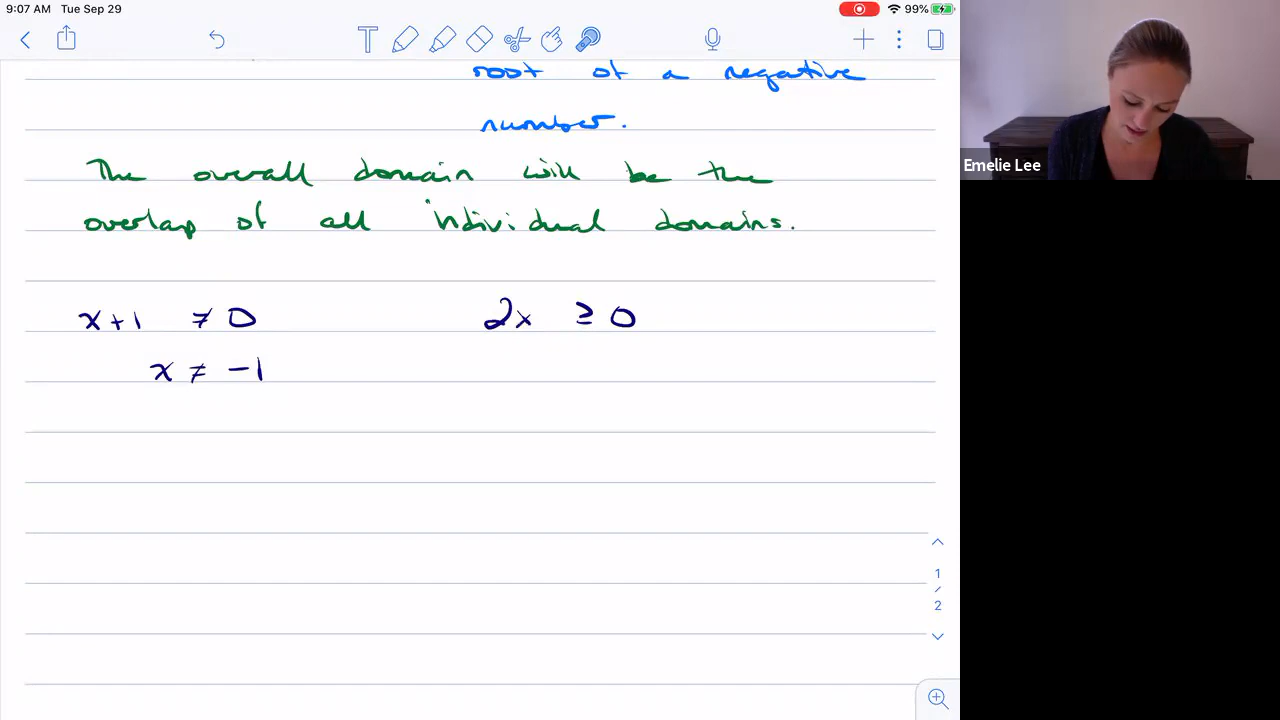 9:07 AM Tue Sep 29
99%
root of a negative
number.
Emelie Lee
The overall domain will be the
overlap of all individual domains.
x+1 ≠ 0
2x ≥ 0
x ≠ -1
1
/
2